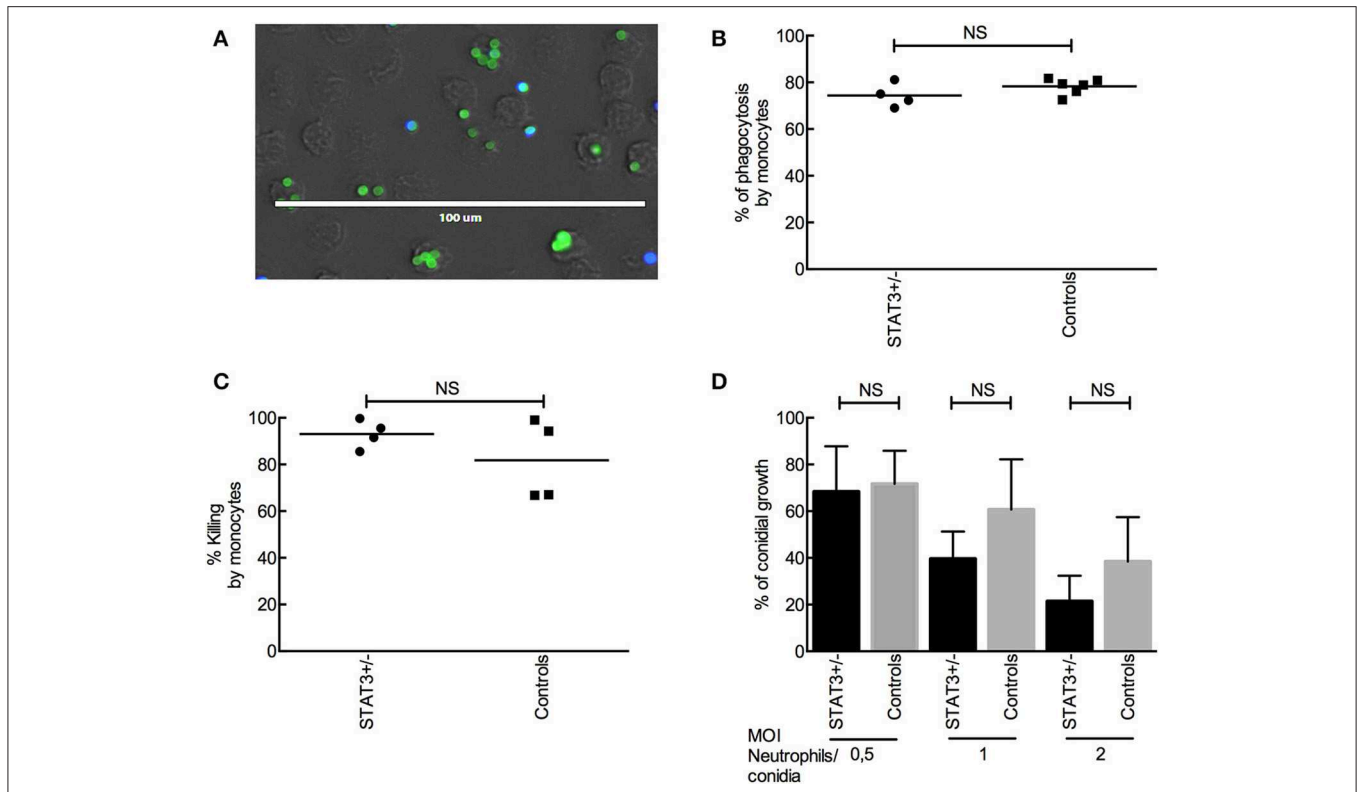 A
100 um
B
NS
100
80
60
40
20
0
% of phagocytosis
by monocytes
STAT3+/-
Controls
C
NS
100
80
60
40
20
0
% Killing
by monocytes
STAT3+/-
Controls
D
NS NS NS
100
80
60
40
20
0
% of conidial growth
STAT3+/- Controls STAT3+/- Controls STAT3+/- Controls
MOI
Neutrophils/ 0,5 1 2
conidia